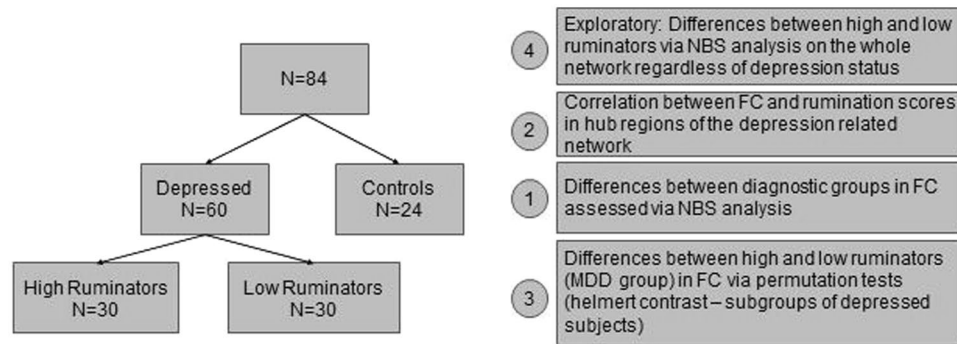 N=84
Depressed
N=60
Controls
N=24
High Ruminators
N=30
Low Ruminators
N=30
4
Exploratory: Differences between high and low
ruminators via NBS analysis on the whole
network regardless of depression status
2
Correlation between FC and rumination scores
in hub regions of the depression related
network
1
Differences between diagnostic groups in FC
assessed via NBS analysis
3
Differences between high and low ruminators
(MDD group) in FC via permutation tests
(helmert contrast – subgroups of depressed
subjects)